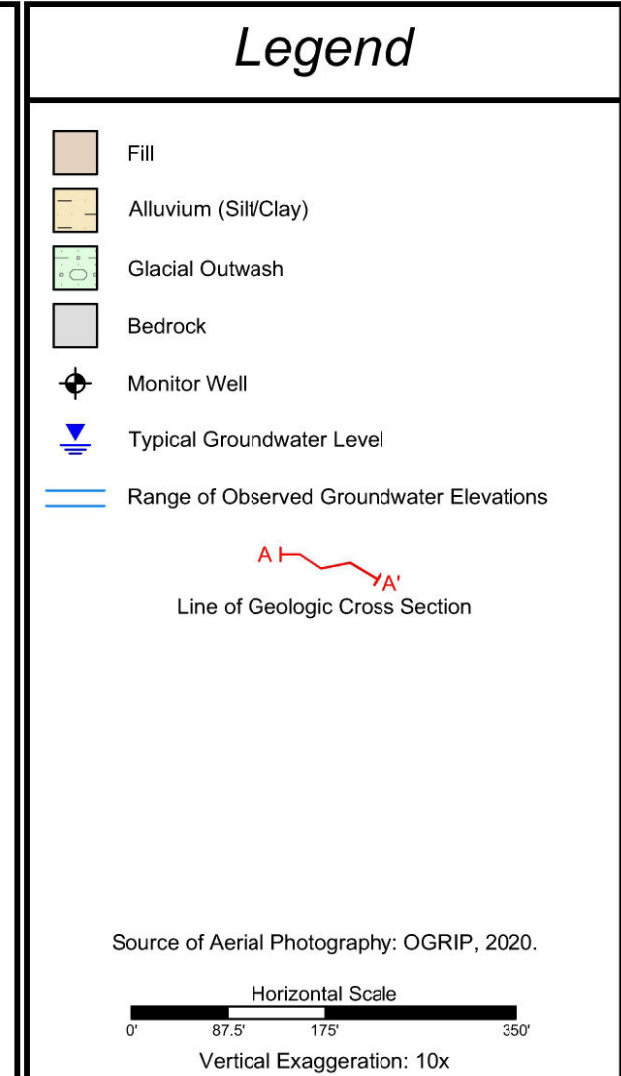 Legend
Fill
Alluvium (Silt/Clay)
Glacial Outwash
Bedrock
Monitor Well
Typical Groundwater Level
Range of Observed Groundwater Elevations
A A'
Line of Geologic Cross Section
Source of Aerial Photography: OGRIP, 2020.
Horizontal Scale
0' 87.5' 175' 350'
Vertical Exaggeration: 10x